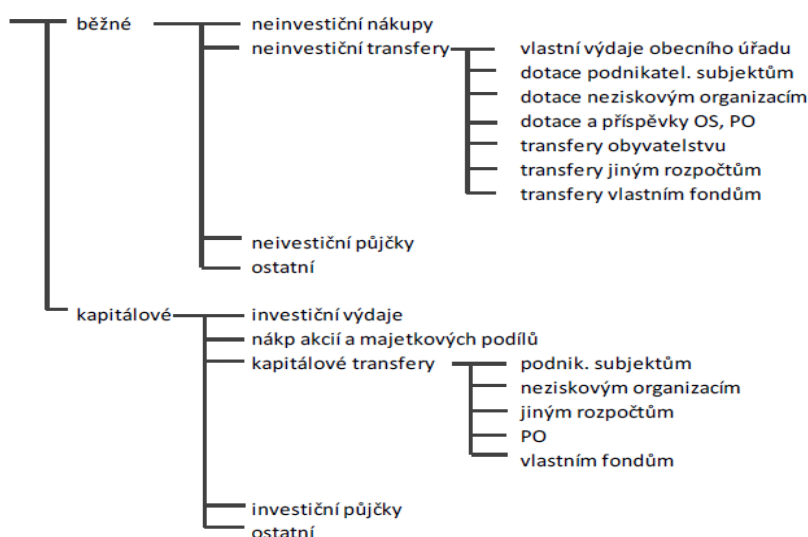 běžné
neinvestiční nákupy
neinvestiční transfery
vlastní výdaje obecního úřadu
dotace podnikatel. subjektům
dotace neziskovým organizacím
dotace a příspěvky OS, PO
transfery obyvatelstvu
transfery jiným rozpočtům
transfery vlastním fondům
neivestiční půjčky
ostatní
kapitálové
investiční výdaje
nákp akcií a majetkových podílů
kapitálové transfery
podnik. subjektům
neziskovým organizacím
jiným rozpočtům
PO
vlastním fondům
investiční půjčky
ostatní